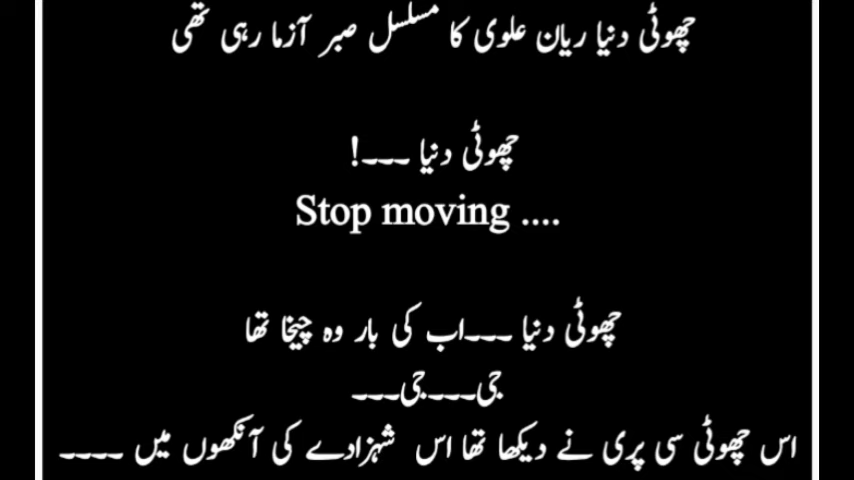 چھوٹی دنیا ریان علوی کا مسلسل صبر آزما رہی تھی
چھوٹی دنیا ۔۔۔!
Stop moving ....
چھوٹی دنیا ۔۔۔اب کی بار وہ چیخا تھا
جی۔۔۔۔جی۔۔۔
اس چھوٹی سی پری نے دیکھا تھا اس شہزادے کی آنکھوں میں ۔۔۔۔